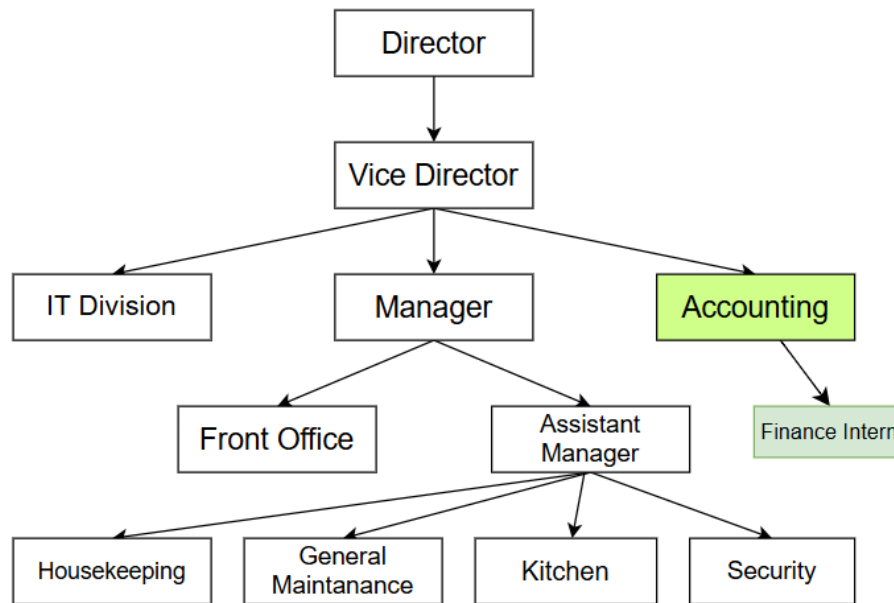 Director
Vice Director
IT Division
Manager
Accounting
Front Office
Assistant
Manager
Finance Intern
Housekeeping
General
Maintanance
Kitchen
Security